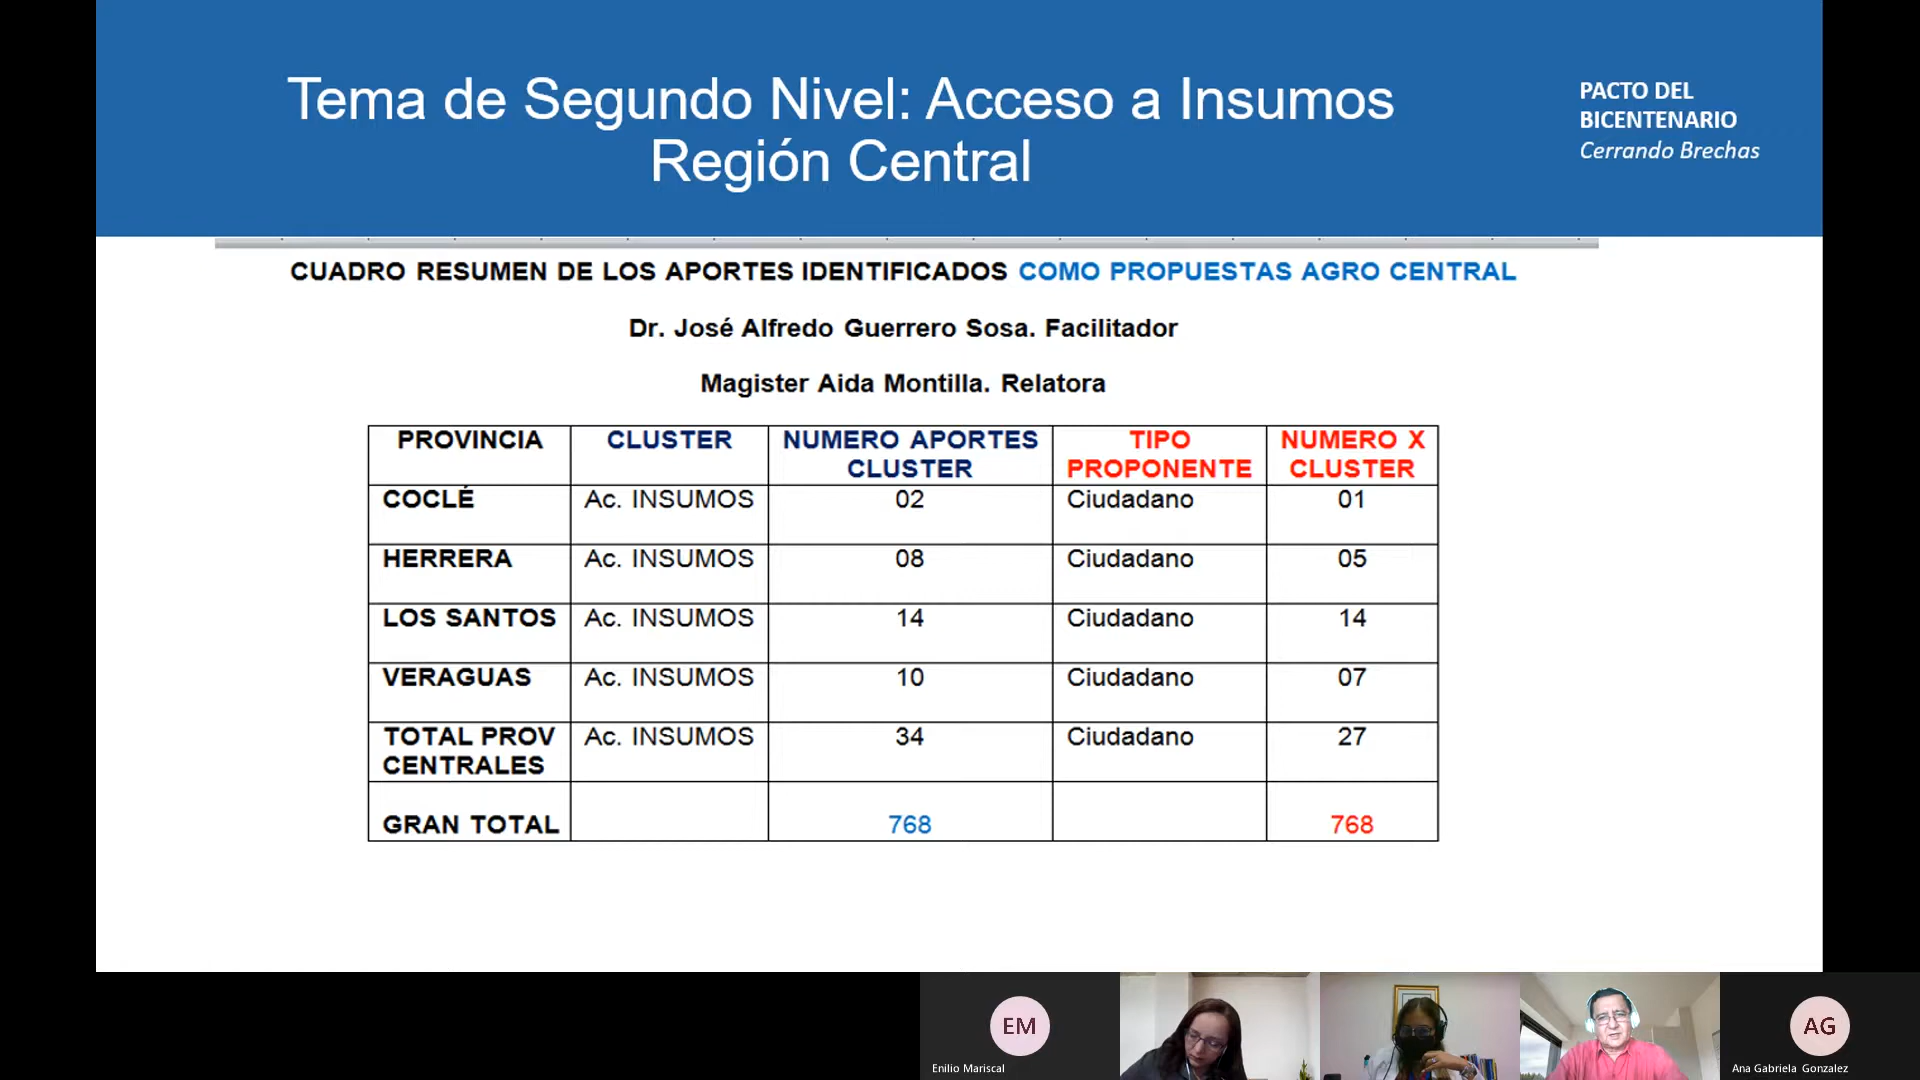 Tema de Segundo Nivel: Acceso a Insumos
Región Central
PACTO DEL
BICENTENARIO
Cerrando Brechas
CUADRO RESUMEN DE LOS APORTES IDENTIFICADOS COMO PROPUESTAS AGRO CENTRAL
Dr. José Alfredo Guerrero Sosa. Facilitador
Magister Aida Montilla. Relatora
PROVINCIA CLUSTER NUMERO APORTES CLUSTER TIPO PROPONENTE NUMERO X CLUSTER
COCLÉ Ac. INSUMOS 02 Ciudadano 01
HERRERA Ac. INSUMOS 08 Ciudadano 05
LOS SANTOS Ac. INSUMOS 14 Ciudadano 14
VERAGUAS Ac. INSUMOS 10 Ciudadano 07
TOTAL PROV CENTRALES Ac. INSUMOS 34 Ciudadano 27
GRAN TOTAL 768 768
EM
Enilio Mariscal
AG
Ana Gabriela Gonzalez